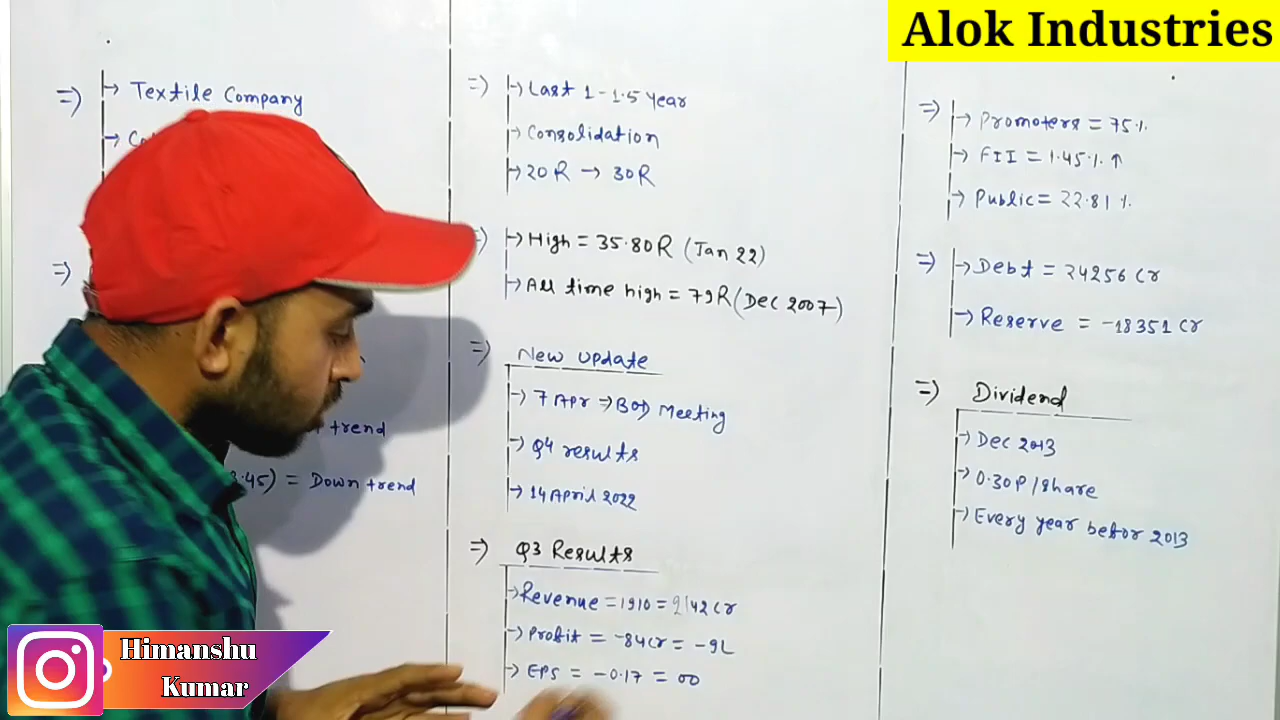 Alok Industries
=> → Textile Company
→
=>
trend
.45) = Down trend
=> → Last 1-1.5 year
→ Consolidation
→ 20R → 30R
→ High = 35.80R (Jan 22)
→ All time high = 79R (Dec 2007)
=> New update
→ 7 Apr => BOD Meeting
→ Q4 results
→ 14 April 2022
=> Q3 Results
→ Revenue = 1910 = 2142 cr
→ Profit = -84cr = -9L
→ EPS = -0.17 = 00
=> → Promoters = 75%
→ FII = 1.45% ↑
→ Public = 22.81%
=> → Debt = 24256 cr
→ Reserve = -18351 cr
=> Dividend
→ Dec 2013
→ 0.30P/share
→ Every year befor 2013
Himanshu
Kumar